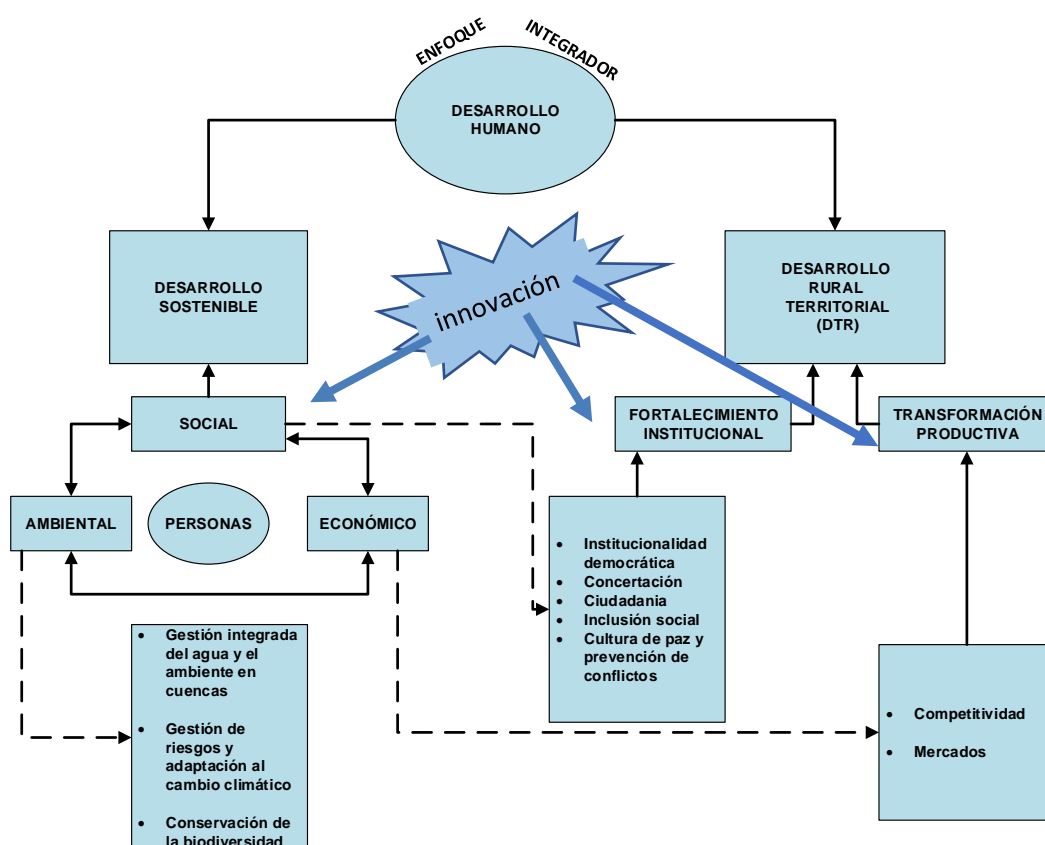 ENFOQUE INTEGRADOR
DESARROLLO
HUMANO
DESARROLLO
SOSTENIBLE
innovación
DESARROLLO
RURAL
TERRITORIAL
(DTR)
SOCIAL
FORTALECIMIENTO
INSTITUCIONAL
TRANSFORMACIÓN
PRODUCTIVA
AMBIENTAL
PERSONAS
ECONÓMICO
• Institucionalidad
democrática
• Concertación
• Ciudadania
• Inclusión social
• Cultura de paz y
prevención de
conflictos
• Gestión integrada
del agua y el
ambiente en
cuencas
• Gestión de
riesgos y
adaptación al
cambio climático
• Conservación de
la biodiversidad
• Competitividad
• Mercados